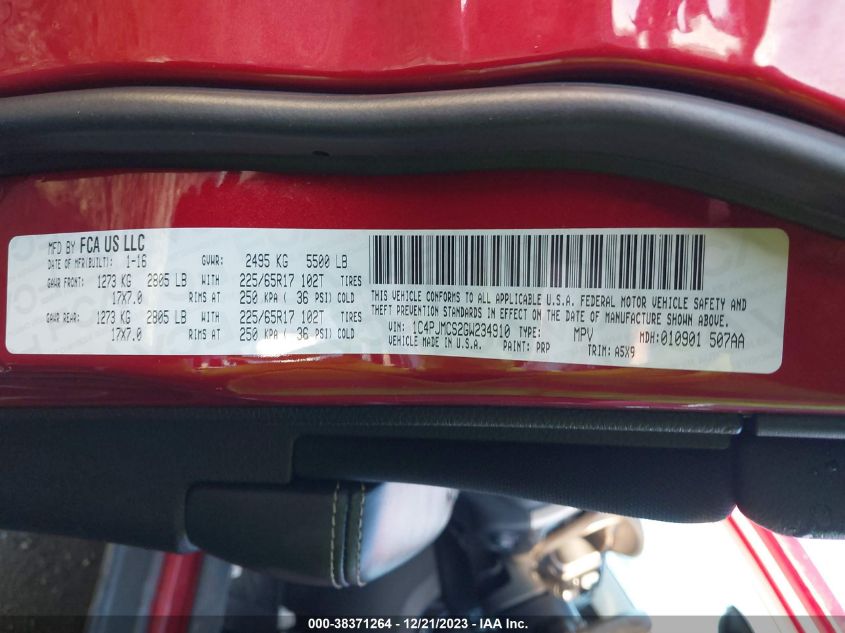 MFD BY FCA US LLC
DATE OF MFR(BUILT): 1-16 GVWR: 2495 KG 5500 LB
GAWR FRONT: 1273 KG 2805 LB WITH 225/65R17 102T TIRES
17X7.0 RIMS AT 250 KPA ( 36 PSI) COLD
GAWR REAR: 1273 KG 2805 LB WITH 225/65R17 102T TIRES
17X7.0 RIMS AT 250 KPA ( 36 PSI) COLD
THIS VEHICLE CONFORMS TO ALL APPLICABLE U.S.A. FEDERAL MOTOR VEHICLE SAFETY AND
THEFT PREVENTION STANDARDS IN EFFECT ON THE DATE OF MANUFACTURE SHOWN ABOVE.
VIN: 1C4PJMCS2GW234910 TYPE: MPV MDH:010901 507AA
VEHICLE MADE IN U.S.A. PAINT: PRP TRIM: A5X9
000-38371264 - 12/21/2023 - IAA Inc.